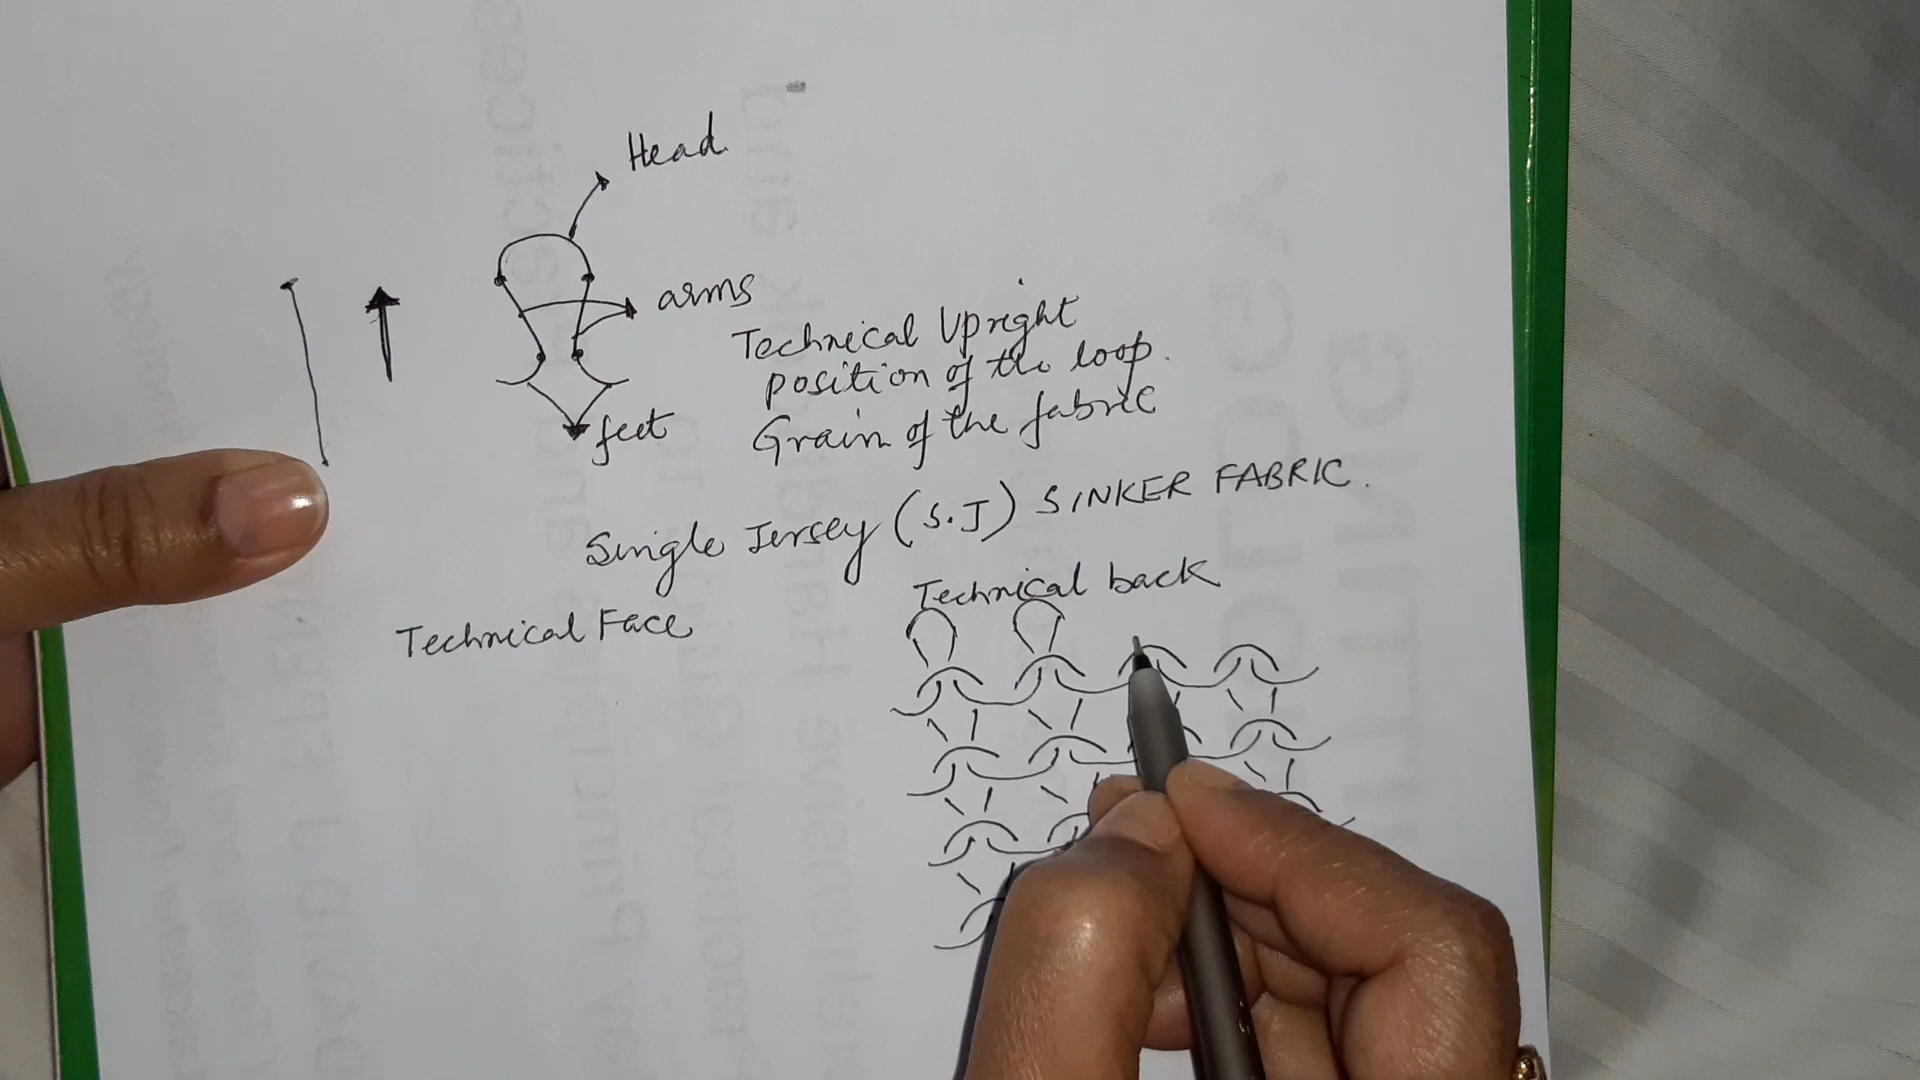 Head
arms
Technical Upright
position of the loop.
feet
Grain of the fabric
Single Jersey (S.J) SINKER FABRIC.
Technical back
Technical Face